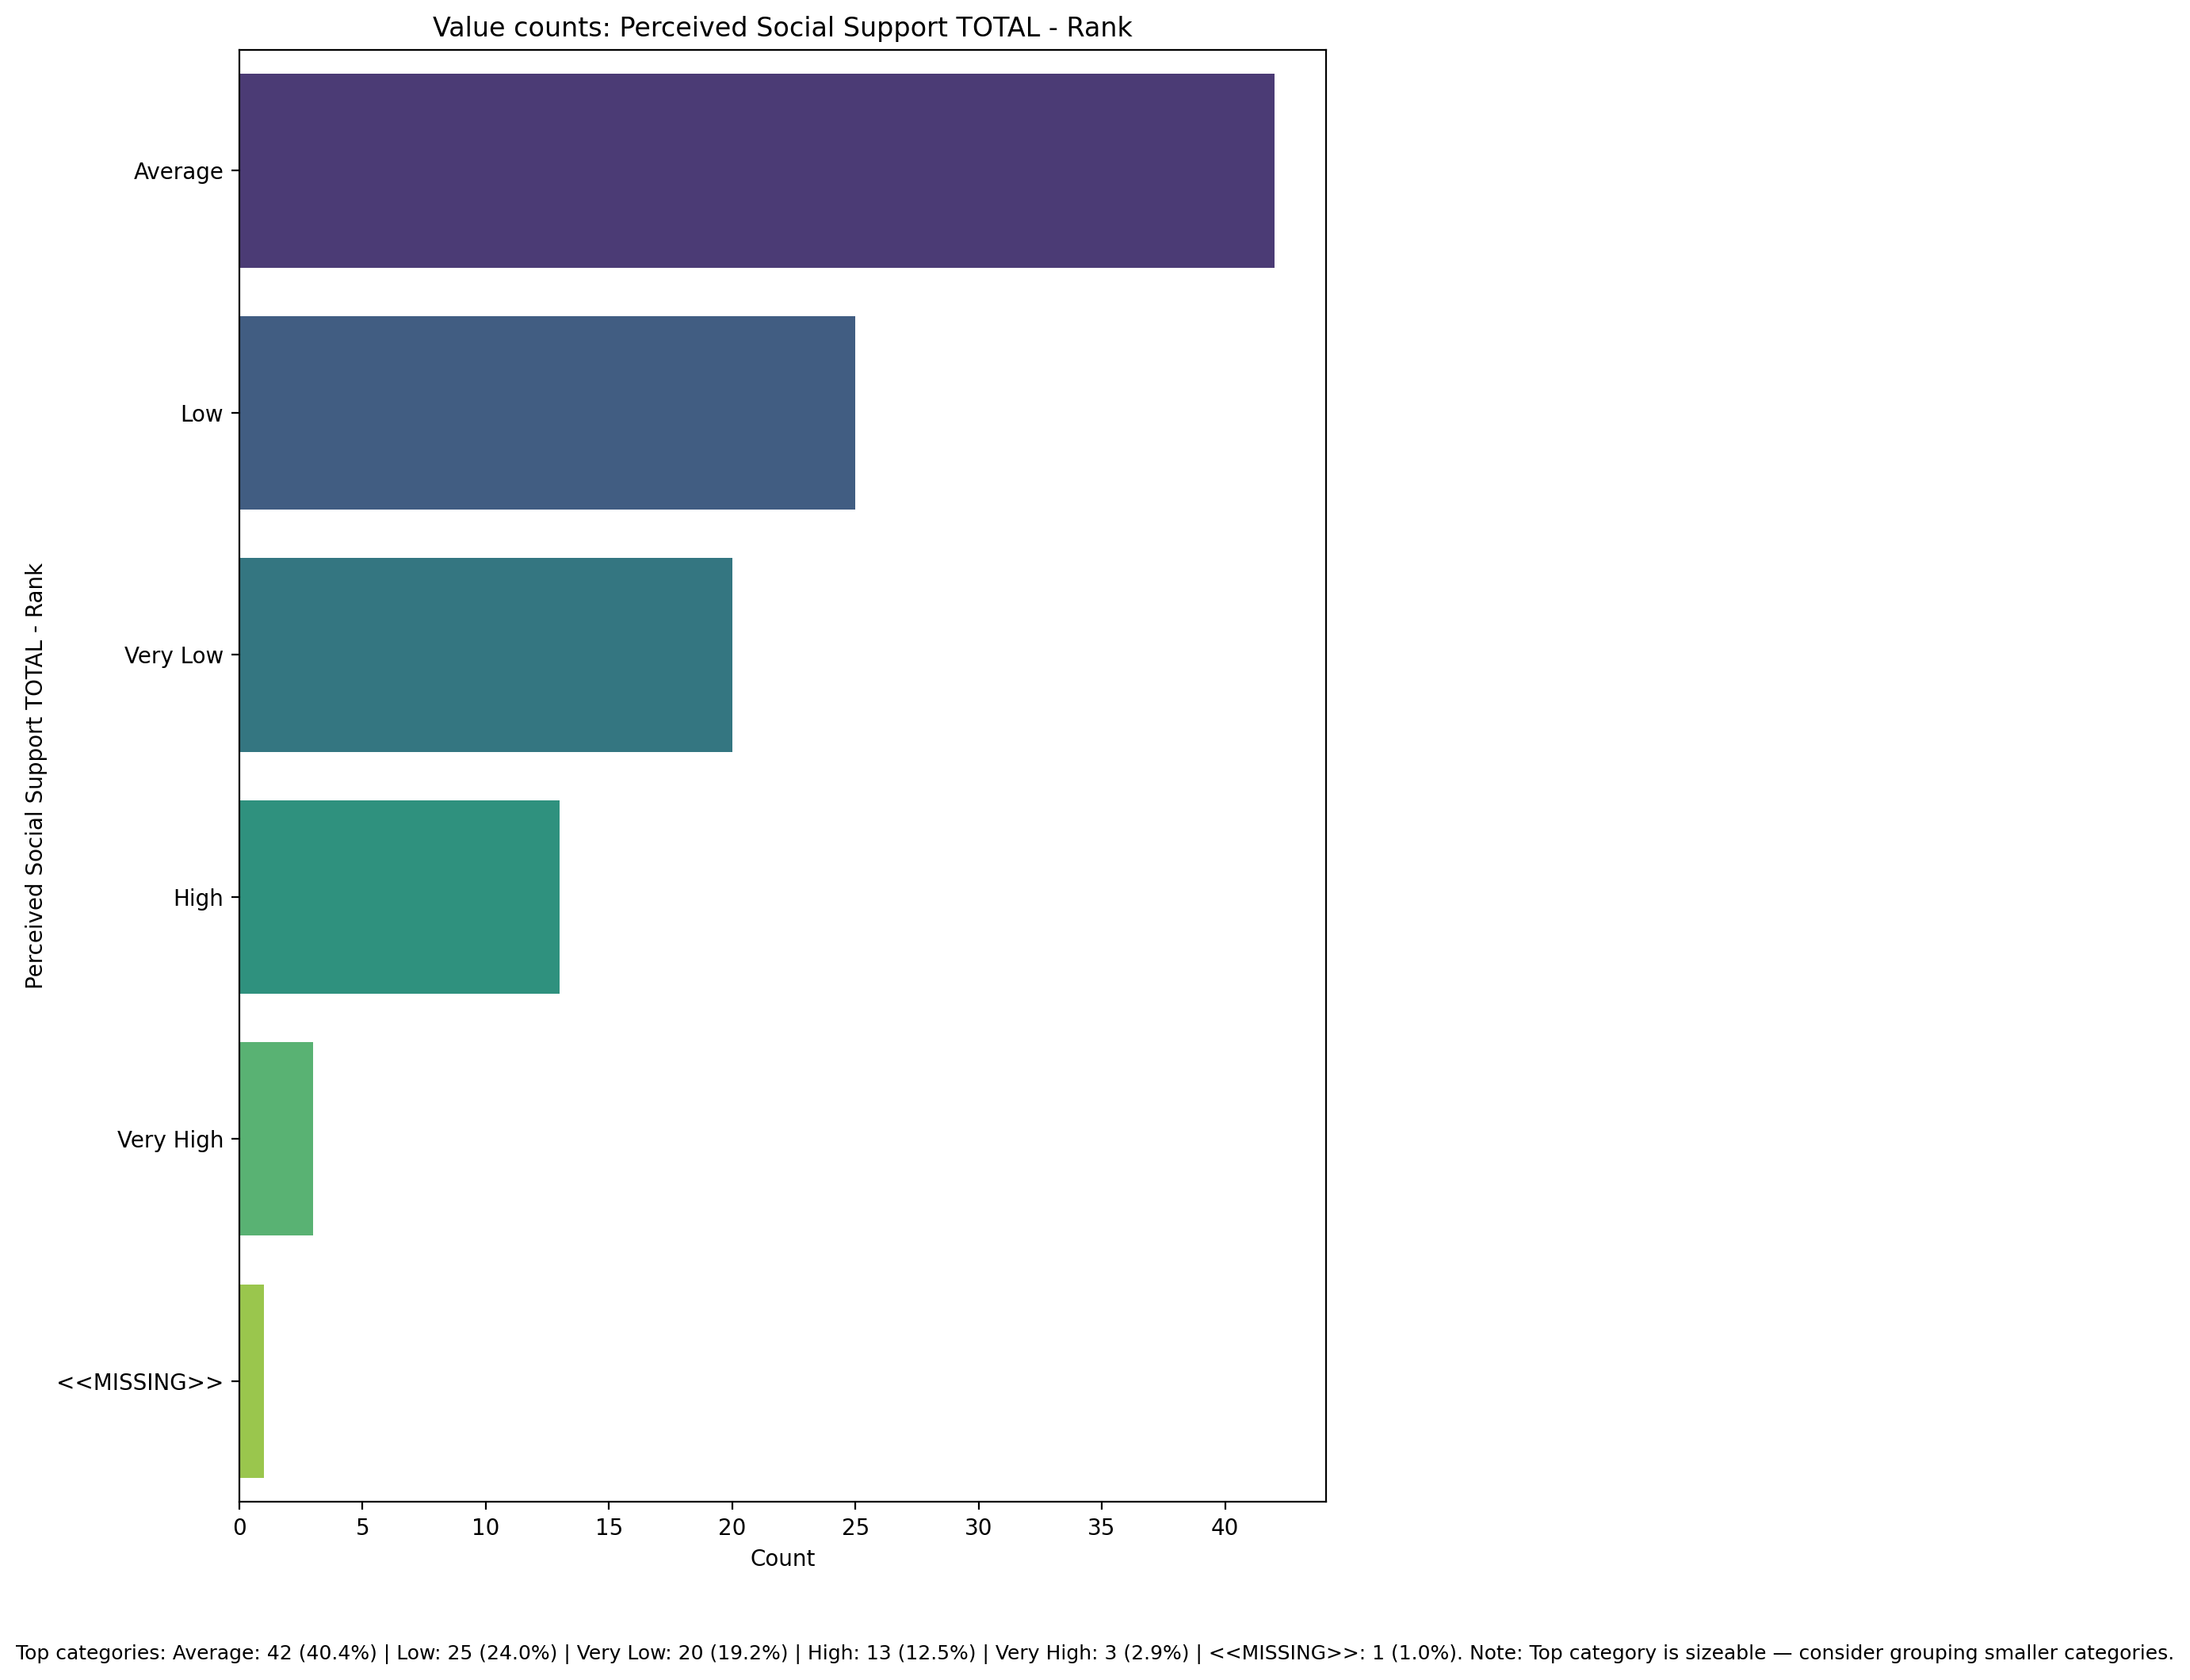 Value counts: Perceived Social Support TOTAL - Rank
Perceived Social Support TOTAL - Rank
Average
Low
Very Low
High
Very High
<<MISSING>>
0 5 10 15 20 25 30 35 40
Count
Top categories: Average: 42 (40.4%) | Low: 25 (24.0%) | Very Low: 20 (19.2%) | High: 13 (12.5%) | Very High: 3 (2.9%) | <<MISSING>>: 1 (1.0%). Note: Top category is sizeable — consider grouping smaller categories.